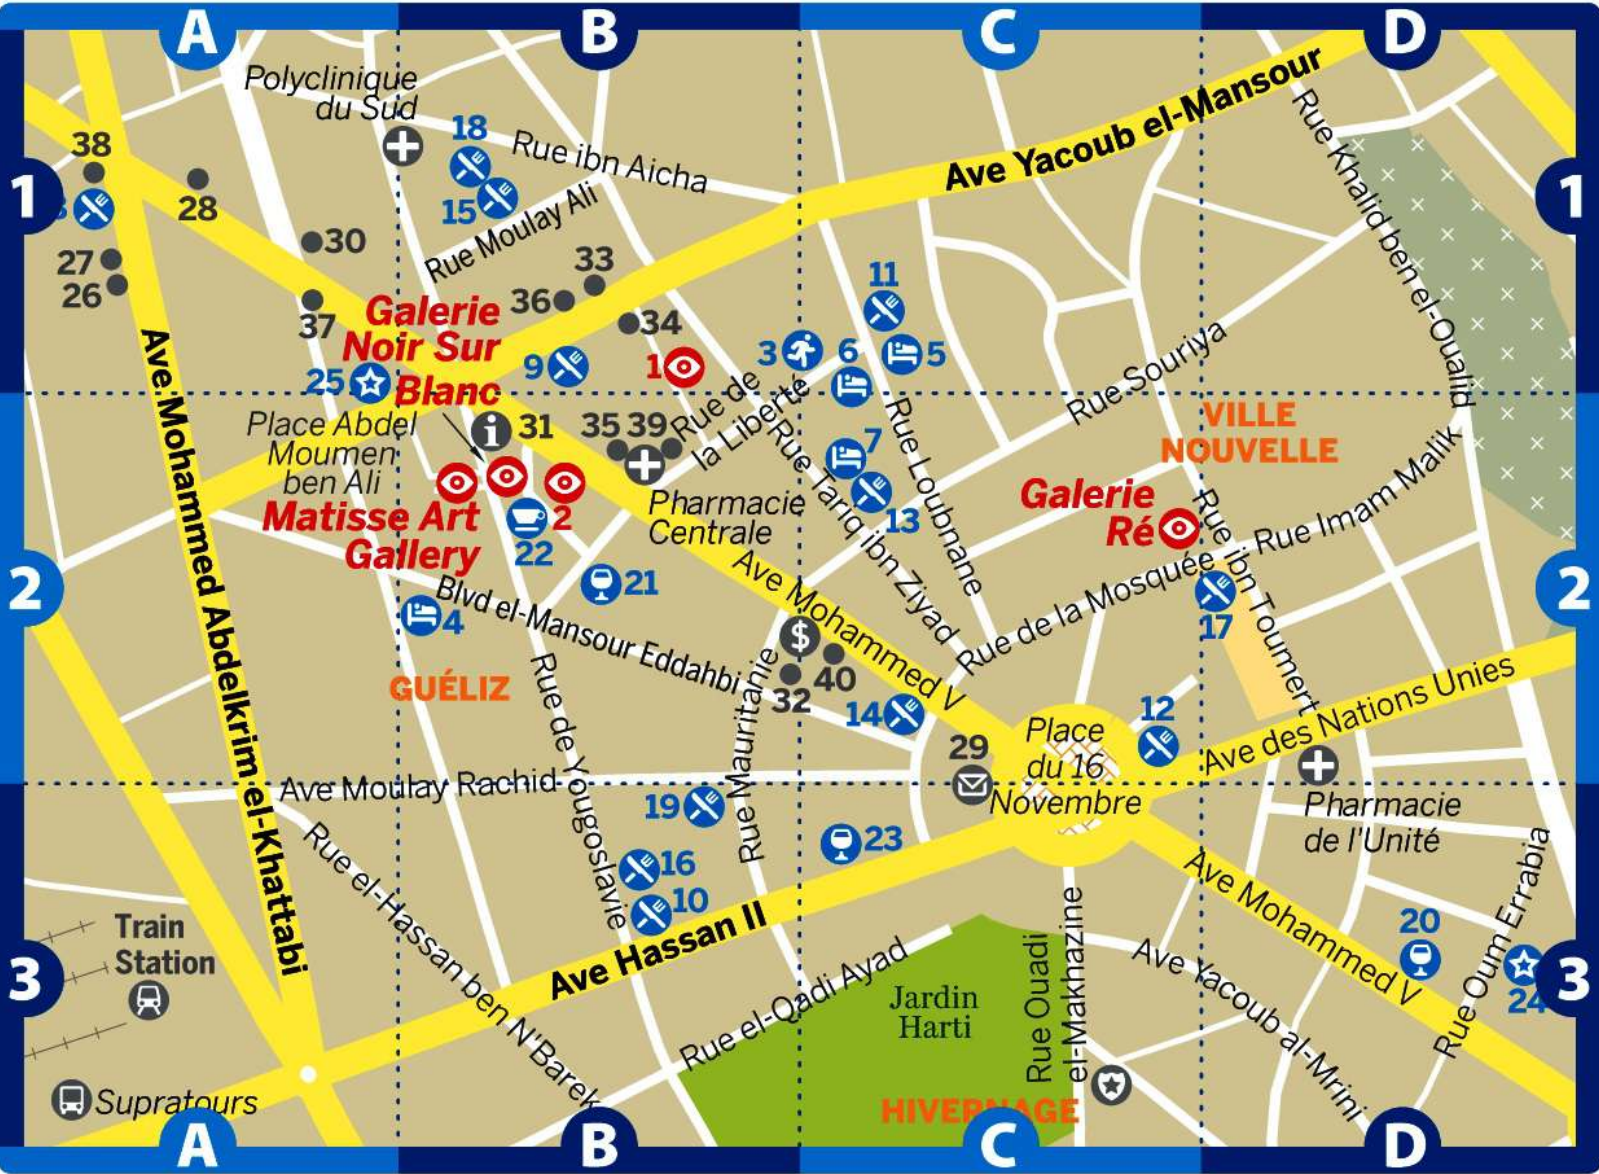 A
B
C
D
Polyclinique
du Sud
18
Rue ibn Aicha
Ave Yacoub el-Mansour
Rue Khalid ben el-Oualid
38
1
28
15
Rue Moulay Ali
1
27
26
30
37
33
36
34
11
Galerie
Noir Sur
Blanc
25
9
1
3
6
5
Ave Mohammed Abdelkrim el-Khattabi
Place Abdel
Moumen
ben Ali
i
31
35
39
Rue de
la Liberté
Rue Tariq ibn Ziyad
7
13
Rue Loubnane
Rue Souriya
VILLE
NOUVELLE
Matisse Art
Gallery
2
22
Pharmacie
Centrale
Galerie
Ré
Rue ibn Toumert
Rue Imam Malik
2
2
21
4
Blvd el-Mansour Eddahbi
Ave Mohammed V
Rue de la Mosquée
17
GUÉLIZ
Rue de Yougoslavie
Rue Mauritanie
$
40
32
14
29
Place
du 16
Novembre
12
Ave des Nations Unies
Ave Moulay Rachid
19
23
Pharmacie
de l'Unité
16
10
Rue el-Hassan ben N'Barek
Ave Hassan II
Ave Mohammed V
Rue Oum Errabia
20
24
3
Train
Station
3
Rue el-Qadi Ayad
Jardin
Harti
Rue Ouadi
el-Makhazine
Ave Yacoub al-Mrini
Supratours
HIVERNAGE
A
B
C
D